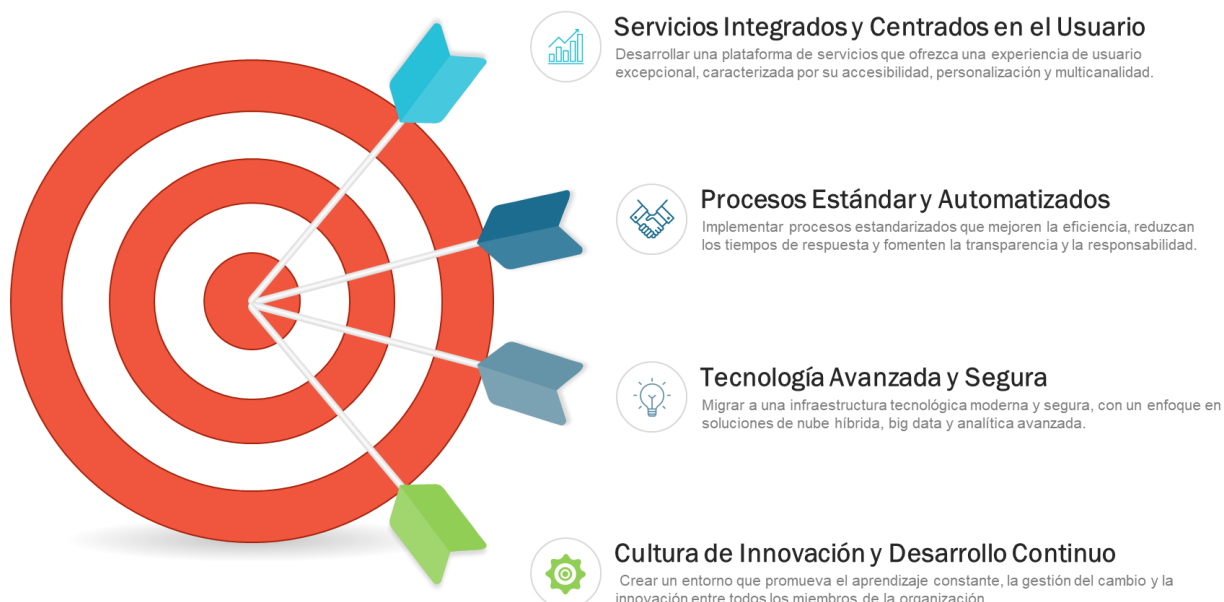 Servicios Integrados y Centrados en el Usuario
Desarrollar una plataforma de servicios que ofrezca una experiencia de usuario
excepcional, caracterizada por su accesibilidad, personalización y multicanalidad.
Procesos Estándar y Automatizados
Implementar procesos estandarizados que mejoren la eficiencia, reduzcan
los tiempos de respuesta y fomenten la transparencia y la responsabilidad.
Tecnología Avanzada y Segura
Migrar a una infraestructura tecnológica moderna y segura, con un enfoque en
soluciones de nube híbrida, big data y analítica avanzada.
Cultura de Innovación y Desarrollo Continuo
Crear un entorno que promueva el aprendizaje constante, la gestión del cambio y la
innovación entre todos los miembros de la organización